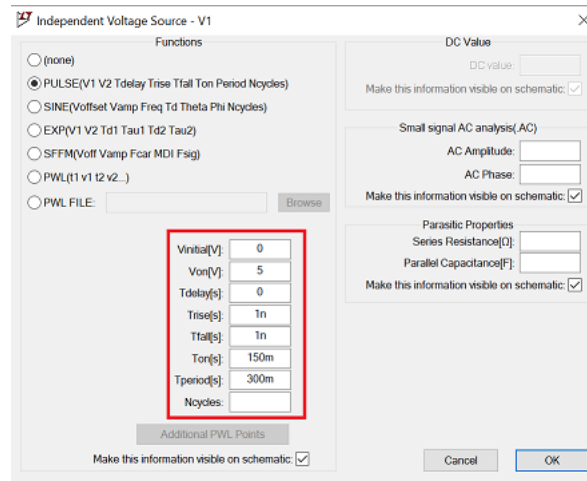 Independent Voltage Source - V1
Functions
(none)
PULSE(V1 V2 Tdelay Trise Tfall Ton Period Ncycles)
SINE(Voffset Vamp Freq Td Theta Phi Ncycles)
EXP(V1 V2 Td1 Tau1 Td2 Tau2)
SFFM(Voff Vamp Fcar MDI Fsig)
PWL(t1 v1 t2 v2...)
PWL FILE:
Browse
Vinitial[V]: 0
Von[V]: 5
Tdelay[s]: 0
Trise[s]: 1n
Tfall[s]: 1n
Ton[s]: 150m
Tperiod[s]: 300m
Ncycles:
Additional PWL Points
Make this information visible on schematic:
DC Value
DC value:
Make this information visible on schematic:
Small signal AC analysis(.AC)
AC Amplitude:
AC Phase:
Make this information visible on schematic:
Parasitic Properties
Series Resistance[Ω]:
Parallel Capacitance[F]:
Make this information visible on schematic:
Cancel
OK